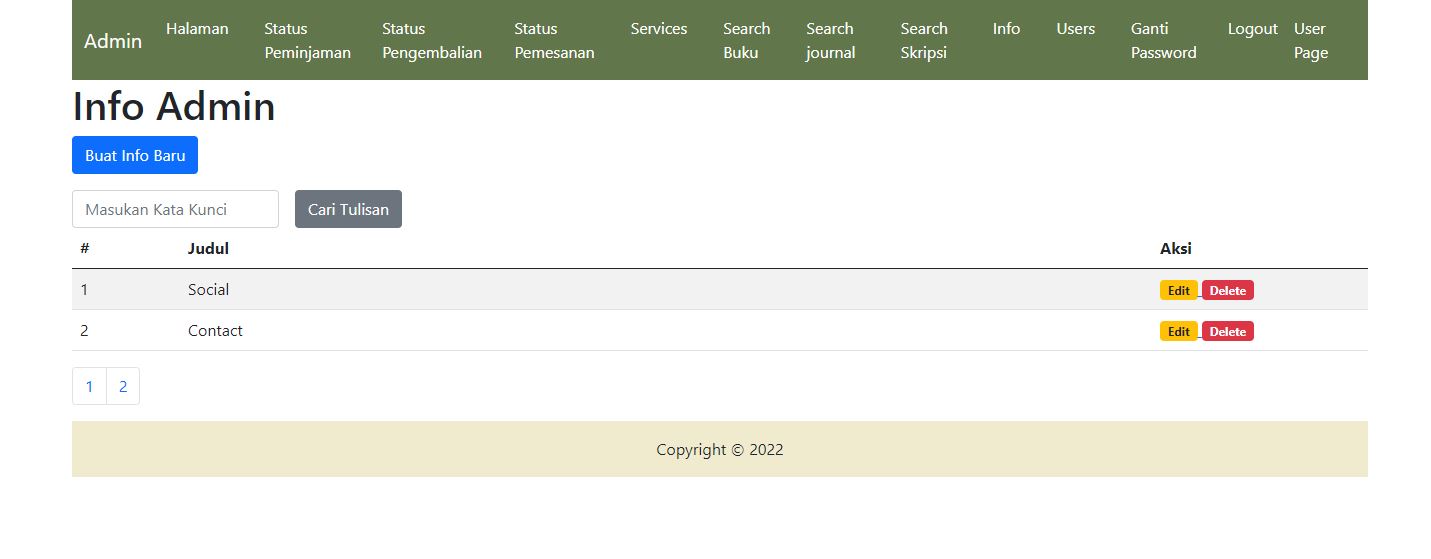 Admin Halaman Status Peminjaman Status Pengembalian Status Pemesanan Services Search Buku Search journal Search Skripsi Info Users Ganti Password Logout User Page
Info Admin
Buat Info Baru
Masukan Kata Kunci Cari Tulisan
# Judul Aksi
1 Social Edit Delete
2 Contact Edit Delete
1 2
Copyright © 2022